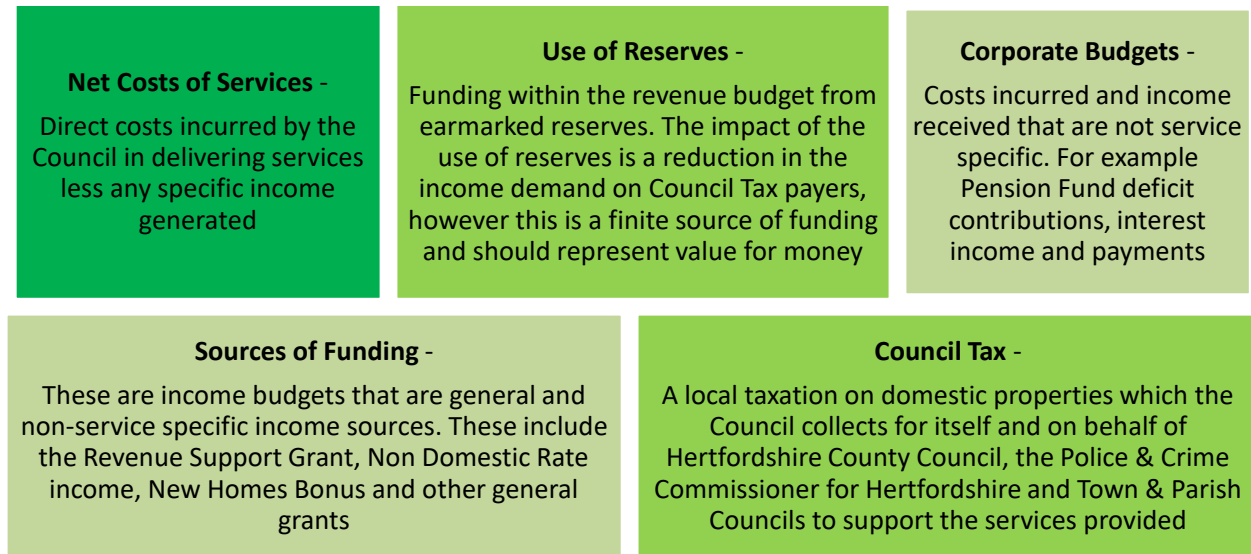 Net Costs of Services -
Direct costs incurred by the
Council in delivering services
less any specific income
generated
Use of Reserves -
Funding within the revenue budget from
earmarked reserves. The impact of the
use of reserves is a reduction in the
income demand on Council Tax payers,
however this is a finite source of funding
and should represent value for money
Corporate Budgets -
Costs incurred and income
received that are not service
specific. For example
Pension Fund deficit
contributions, interest
income and payments
Sources of Funding -
These are income budgets that are general and
non-service specific income sources. These include
the Revenue Support Grant, Non Domestic Rate
income, New Homes Bonus and other general
grants
Council Tax -
A local taxation on domestic properties which the
Council collects for itself and on behalf of
Hertfordshire County Council, the Police & Crime
Commissioner for Hertfordshire and Town & Parish
Councils to support the services provided